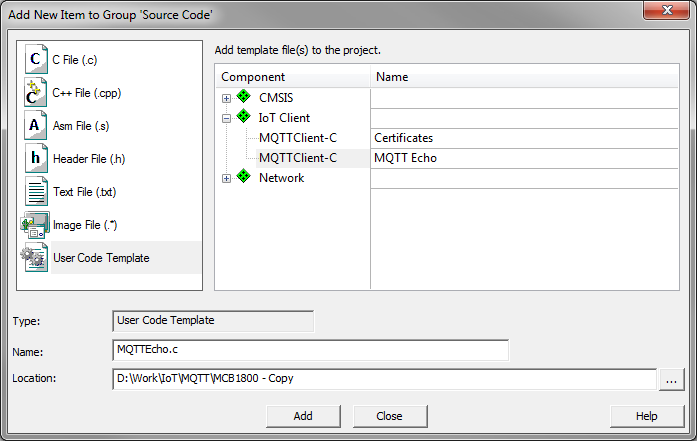 Add New Item to Group 'Source Code'
C File (.c)
C++ File (.cpp)
Asm File (.s)
Header File (.h)
Text File (.txt)
Image File (.*)
User Code Template
Add template file(s) to the project.
Component Name
CMSIS
IoT Client
MQTTClient-C Certificates
MQTTClient-C MQTT Echo
Network
Type: User Code Template
Name: MQTTEcho.c
Location: D:\Work\IoT\MQTT\MCB1800 - Copy ...
Add Close Help